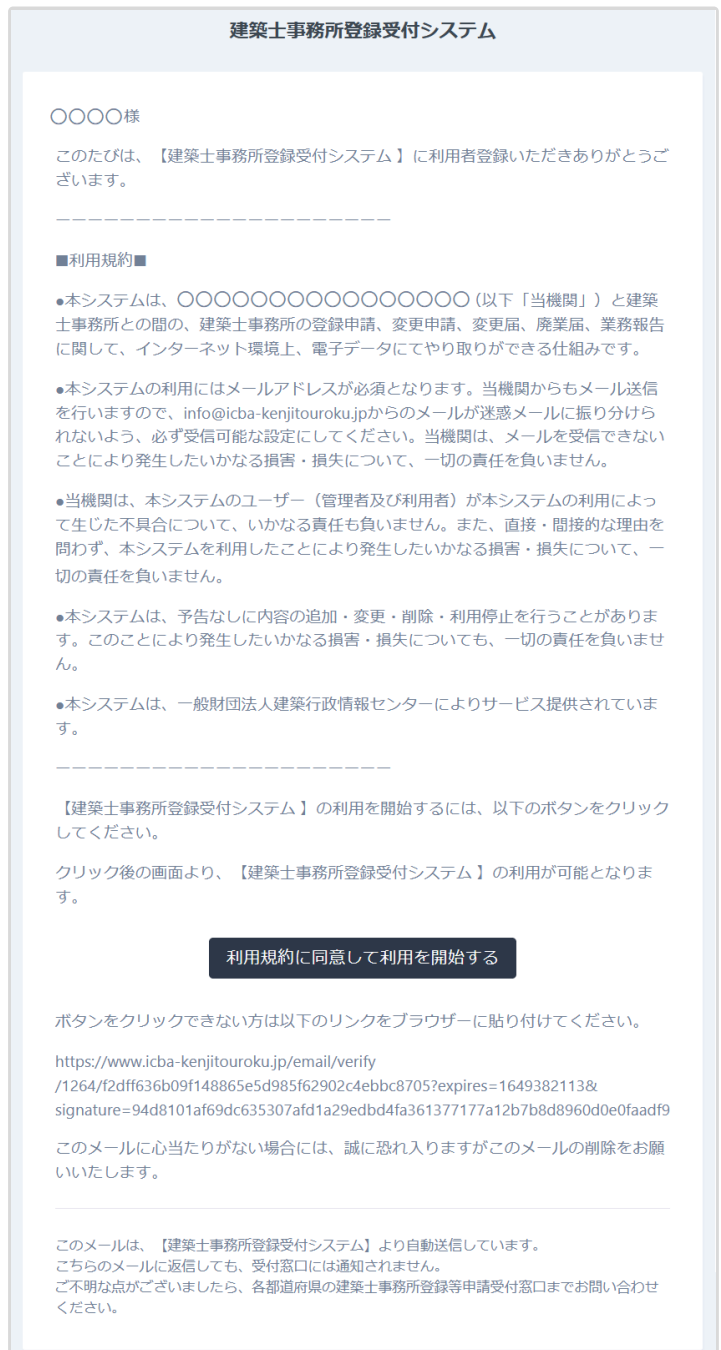 建築士事務所登録受付システム
〇〇〇〇様
このたびは、【建築士事務所登録受付システム 】に利用者登録いただきありがとうご
ざいます。
ーーーーーーーーーーーーーーーーーーーーー
■利用規約■
●本システムは、〇〇〇〇〇〇〇〇〇〇〇〇〇〇〇〇(以下「当機関」）と建築
士事務所との間の、建築士事務所の登録申請、変更申請、変更届、廃業届、業務報告
に関して、インターネット環境上、電子データにてやり取りができる仕組みです。
●本システムの利用にはメールアドレスが必須となります。当機関からもメール送信
を行いますので、info@icba-kenjitouroku.jpからのメールが迷惑メールに振り分けら
れないよう、必ず受信可能な設定にしてください。当機関は、メールを受信できない
ことにより発生したいかなる損害・損失について、一切の責任を負いません。
●当機関は、本システムのユーザー（管理者及び利用者）が本システムの利用によっ
て生じた不具合について、いかなる責任も負いません。また、直接・間接的な理由を
問わず、本システムを利用したことにより発生したいかなる損害・損失について、一
切の責任を負いません。
●本システムは、予告なしに内容の追加・変更・削除・利用停止を行うことがありま
す。このことにより発生したいかなる損害・損失についても、一切の責任を負いませ
ん。
●本システムは、一般財団法人建築行政情報センターによりサービス提供されていま
す。
ーーーーーーーーーーーーーーーーーーーーー
【建築士事務所登録受付システム 】の利用を開始するには、以下のボタンをクリック
してください。
クリック後の画面より、【建築士事務所登録受付システム 】の利用が可能となりま
す。
利用規約に同意して利用を開始する
ボタンをクリックできない方は以下のリンクをブラウザーに貼り付けてください。
https://www.icba-kenjitouroku.jp/email/verify
/1264/f2dff636b09f148865e5d985f62902c4ebbc8705?expires=1649382113&
signature=94d8101af69dc635307afd1a29edbd4fa361377177a12b7b8d8960d0e0faadf9
このメールに心当たりがない場合には、誠に恐れ入りますがこのメールの削除をお願
いいたします。
このメールは、【建築士事務所登録受付システム】より自動送信しています。
こちらのメールに返信しても、受付窓口には通知されません。
ご不明な点がございましたら、各都道府県の建築士事務所登録等申請受付窓口までお問い合わせ
ください。